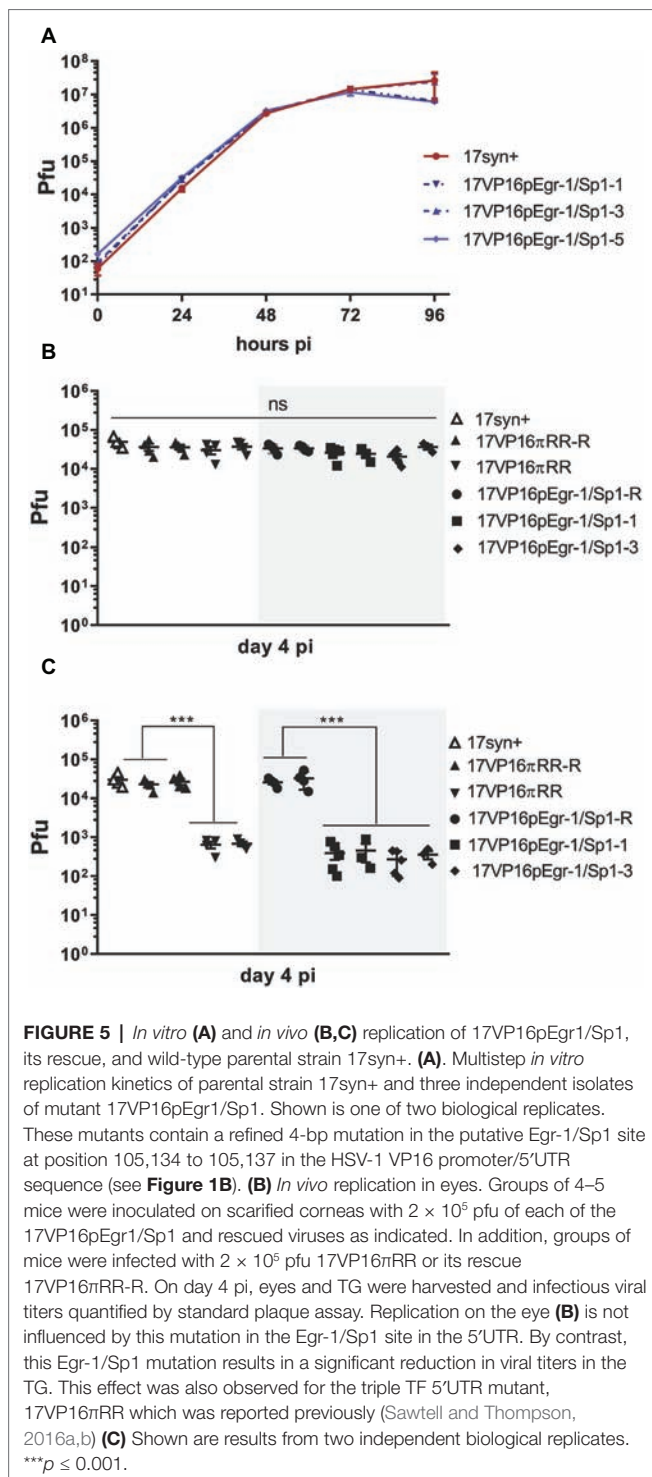 A
10⁸
10⁷
10⁶
10⁵
10⁴
10³
10²
10¹
Pfu
0 24 48 72 96
hours pi
17syn+
17VP16pEgr-1/Sp1-1
17VP16pEgr-1/Sp1-3
17VP16pEgr-1/Sp1-5
B
10⁶
10⁵
10⁴
10³
10²
10¹
10⁰
Pfu
ns
day 4 pi
17syn+
17VP16πRR-R
17VP16πRR
17VP16pEgr-1/Sp1-R
17VP16pEgr-1/Sp1-1
17VP16pEgr-1/Sp1-3
C
10⁶
10⁵
10⁴
10³
10²
10¹
10⁰
Pfu
*** ***
day 4 pi
17syn+
17VP16πRR-R
17VP16πRR
17VP16pEgr-1/Sp1-R
17VP16pEgr-1/Sp1-1
17VP16pEgr-1/Sp1-3
FIGURE 5 | In vitro (A) and in vivo (B,C) replication of 17VP16pEgr1/Sp1,
its rescue, and wild-type parental strain 17syn+. (A). Multistep in vitro
replication kinetics of parental strain 17syn+ and three independent isolates
of mutant 17VP16pEgr1/Sp1. Shown is one of two biological replicates.
These mutants contain a refined 4-bp mutation in the putative Egr-1/Sp1 site
at position 105,134 to 105,137 in the HSV-1 VP16 promoter/5′UTR
sequence (see Figure 1B). (B) In vivo replication in eyes. Groups of 4–5
mice were inoculated on scarified corneas with 2 × 10⁵ pfu of each of the
17VP16pEgr1/Sp1 and rescued viruses as indicated. In addition, groups of
mice were infected with 2 × 10⁵ pfu 17VP16πRR or its rescue
17VP16πRR-R. On day 4 pi, eyes and TG were harvested and infectious viral
titers quantified by standard plaque assay. Replication on the eye (B) is not
influenced by this mutation in the Egr-1/Sp1 site in the 5′UTR. By contrast,
this Egr-1/Sp1 mutation results in a significant reduction in viral titers in the
TG. This effect was also observed for the triple TF 5′UTR mutant,
17VP16πRR which was reported previously (Sawtell and Thompson,
2016a,b) (C) Shown are results from two independent biological replicates.
***p ≤ 0.001.